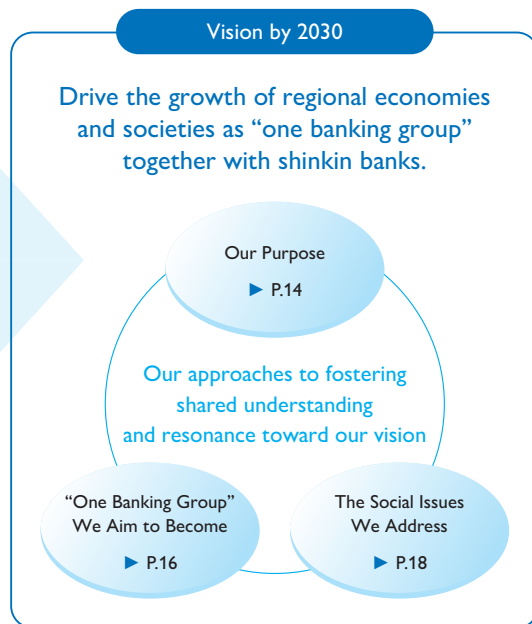 Vision by 2030
Drive the growth of regional economies
and societies as “one banking group”
together with shinkin banks.
Our Purpose
▶ P.14
Our approaches to fostering
shared understanding
and resonance toward our vision
“One Banking Group”
We Aim to Become
▶ P.16
The Social Issues
We Address
▶ P.18